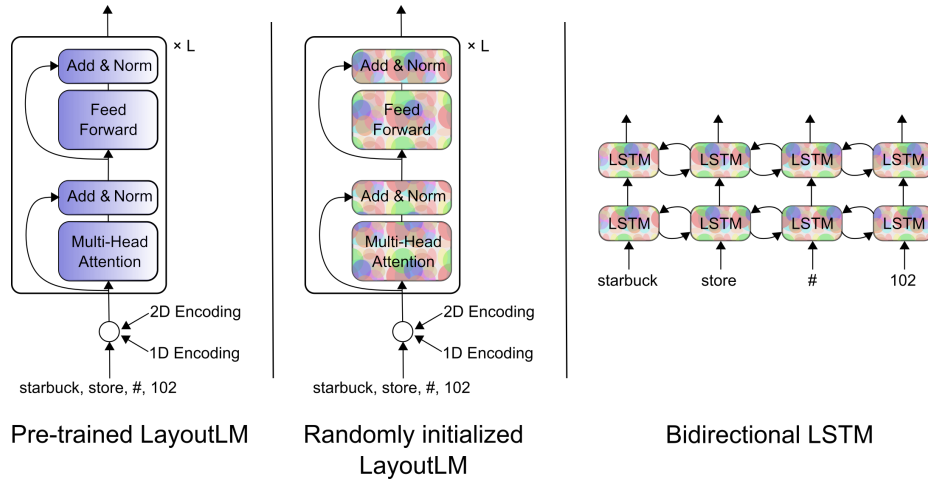 × L
Add & Norm
Feed
Forward
Add & Norm
Multi-Head
Attention
2D Encoding
1D Encoding
starbuck, store, #, 102
Pre-trained LayoutLM
× L
Add & Norm
Feed
Forward
Add & Norm
Multi-Head
Attention
2D Encoding
1D Encoding
starbuck, store, #, 102
Randomly initialized
LayoutLM
LSTM LSTM LSTM LSTM
LSTM LSTM LSTM LSTM
starbuck store # 102
Bidirectional LSTM